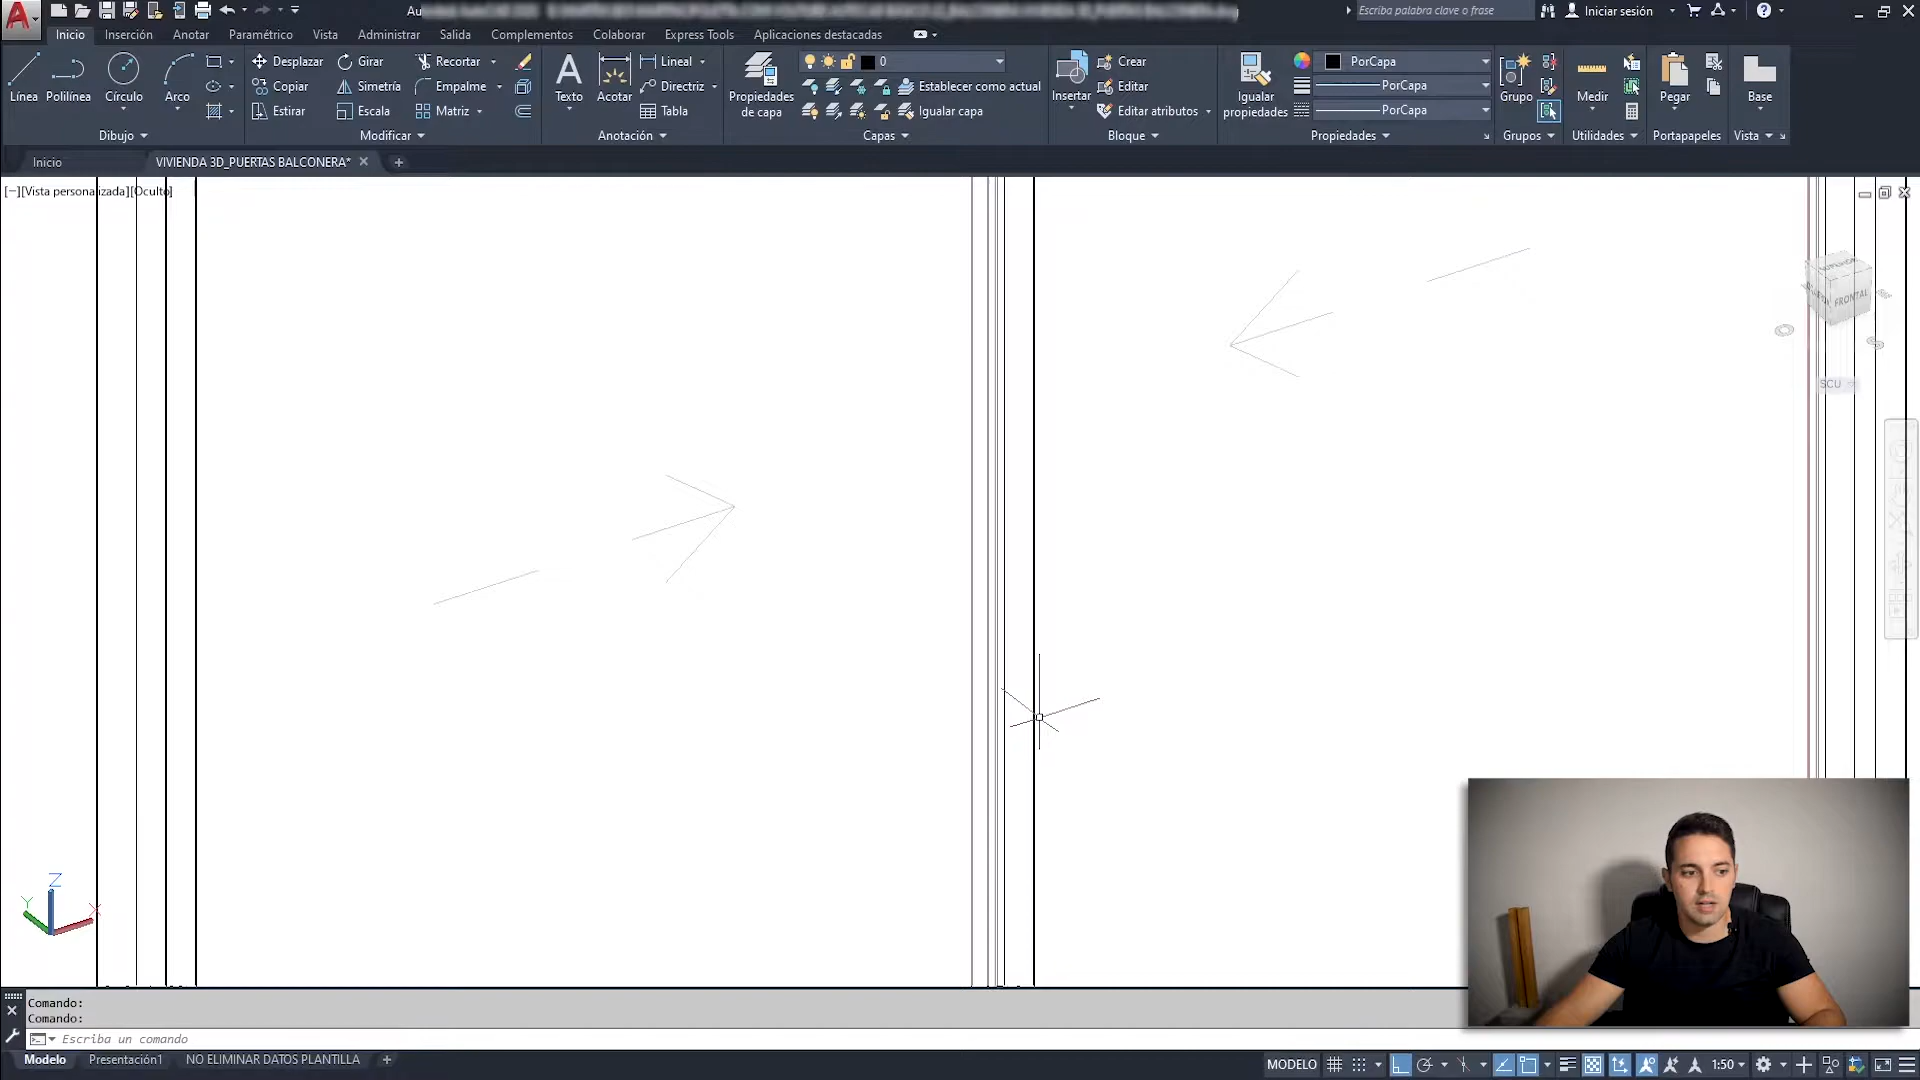 Escriba palabra clave o frase
Iniciar sesión
Inicio
Inserción
Anotar
Paramétrico
Vista
Administrar
Salida
Complementos
Colaborar
Express Tools
Aplicaciones destacadas
Línea
Polilínea
Círculo
Arco
Desplazar
Copiar
Estirar
Girar
Simetría
Escala
Recortar
Empalme
Matriz
Texto
Acotar
Lineal
Directriz
Tabla
Propiedades
de capa
0
Establecer como actual
Igualar capa
Insertar
Crear
Editar
Editar atributos
Igualar
propiedades
PorCapa
PorCapa
PorCapa
Grupo
Medir
Pegar
Base
Dibujo
Modificar
Anotación
Capas
Bloque
Propiedades
Grupos
Utilidades
Portapapeles
Vista
Inicio
VIVIENDA 3D_PUERTAS BALCONERA*
[−][Vista personalizada][Oculto]
SUPERIOR
FRONTAL
SCU
Z
Y
X
Comando:
Comando:
Escriba un comando
Modelo
Presentación1
NO ELIMINAR DATOS PLANTILLA
MODELO
1:50